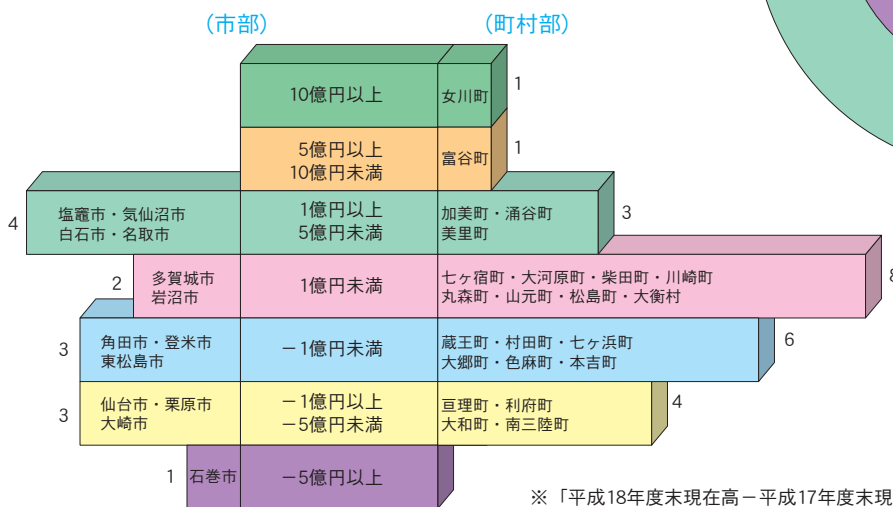 (市部) (町村部)
10億円以上 女川町 1
5億円以上
10億円未満 富谷町 1
4 塩竈市・気仙沼市
白石市・名取市
1億円以上
5億円未満
加美町・涌谷町
美里町
3
2 多賀城市
岩沼市
1億円未満
七ヶ宿町・大河原町・柴田町・川崎町
丸森町・山元町・松島町・大衡村
8
3 角田市・登米市
東松島市
−1億円未満
蔵王町・村田町・七ヶ浜町
大郷町・色麻町・本吉町
6
3 仙台市・栗原市
大崎市
−1億円以上
−5億円未満
亘理町・利府町
大和町・南三陸町
4
1 石巻市 −5億円以上
※「平成18年度末現在高−平成17年度末現